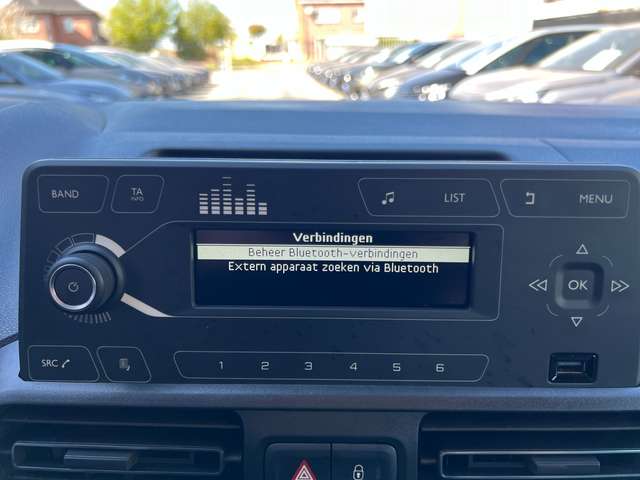 BAND
TA
INFO
LIST
MENU
Verbindingen
Beheer Bluetooth-verbindingen
Extern apparaat zoeken via Bluetooth
OK
SRC
1 2 3 4 5 6